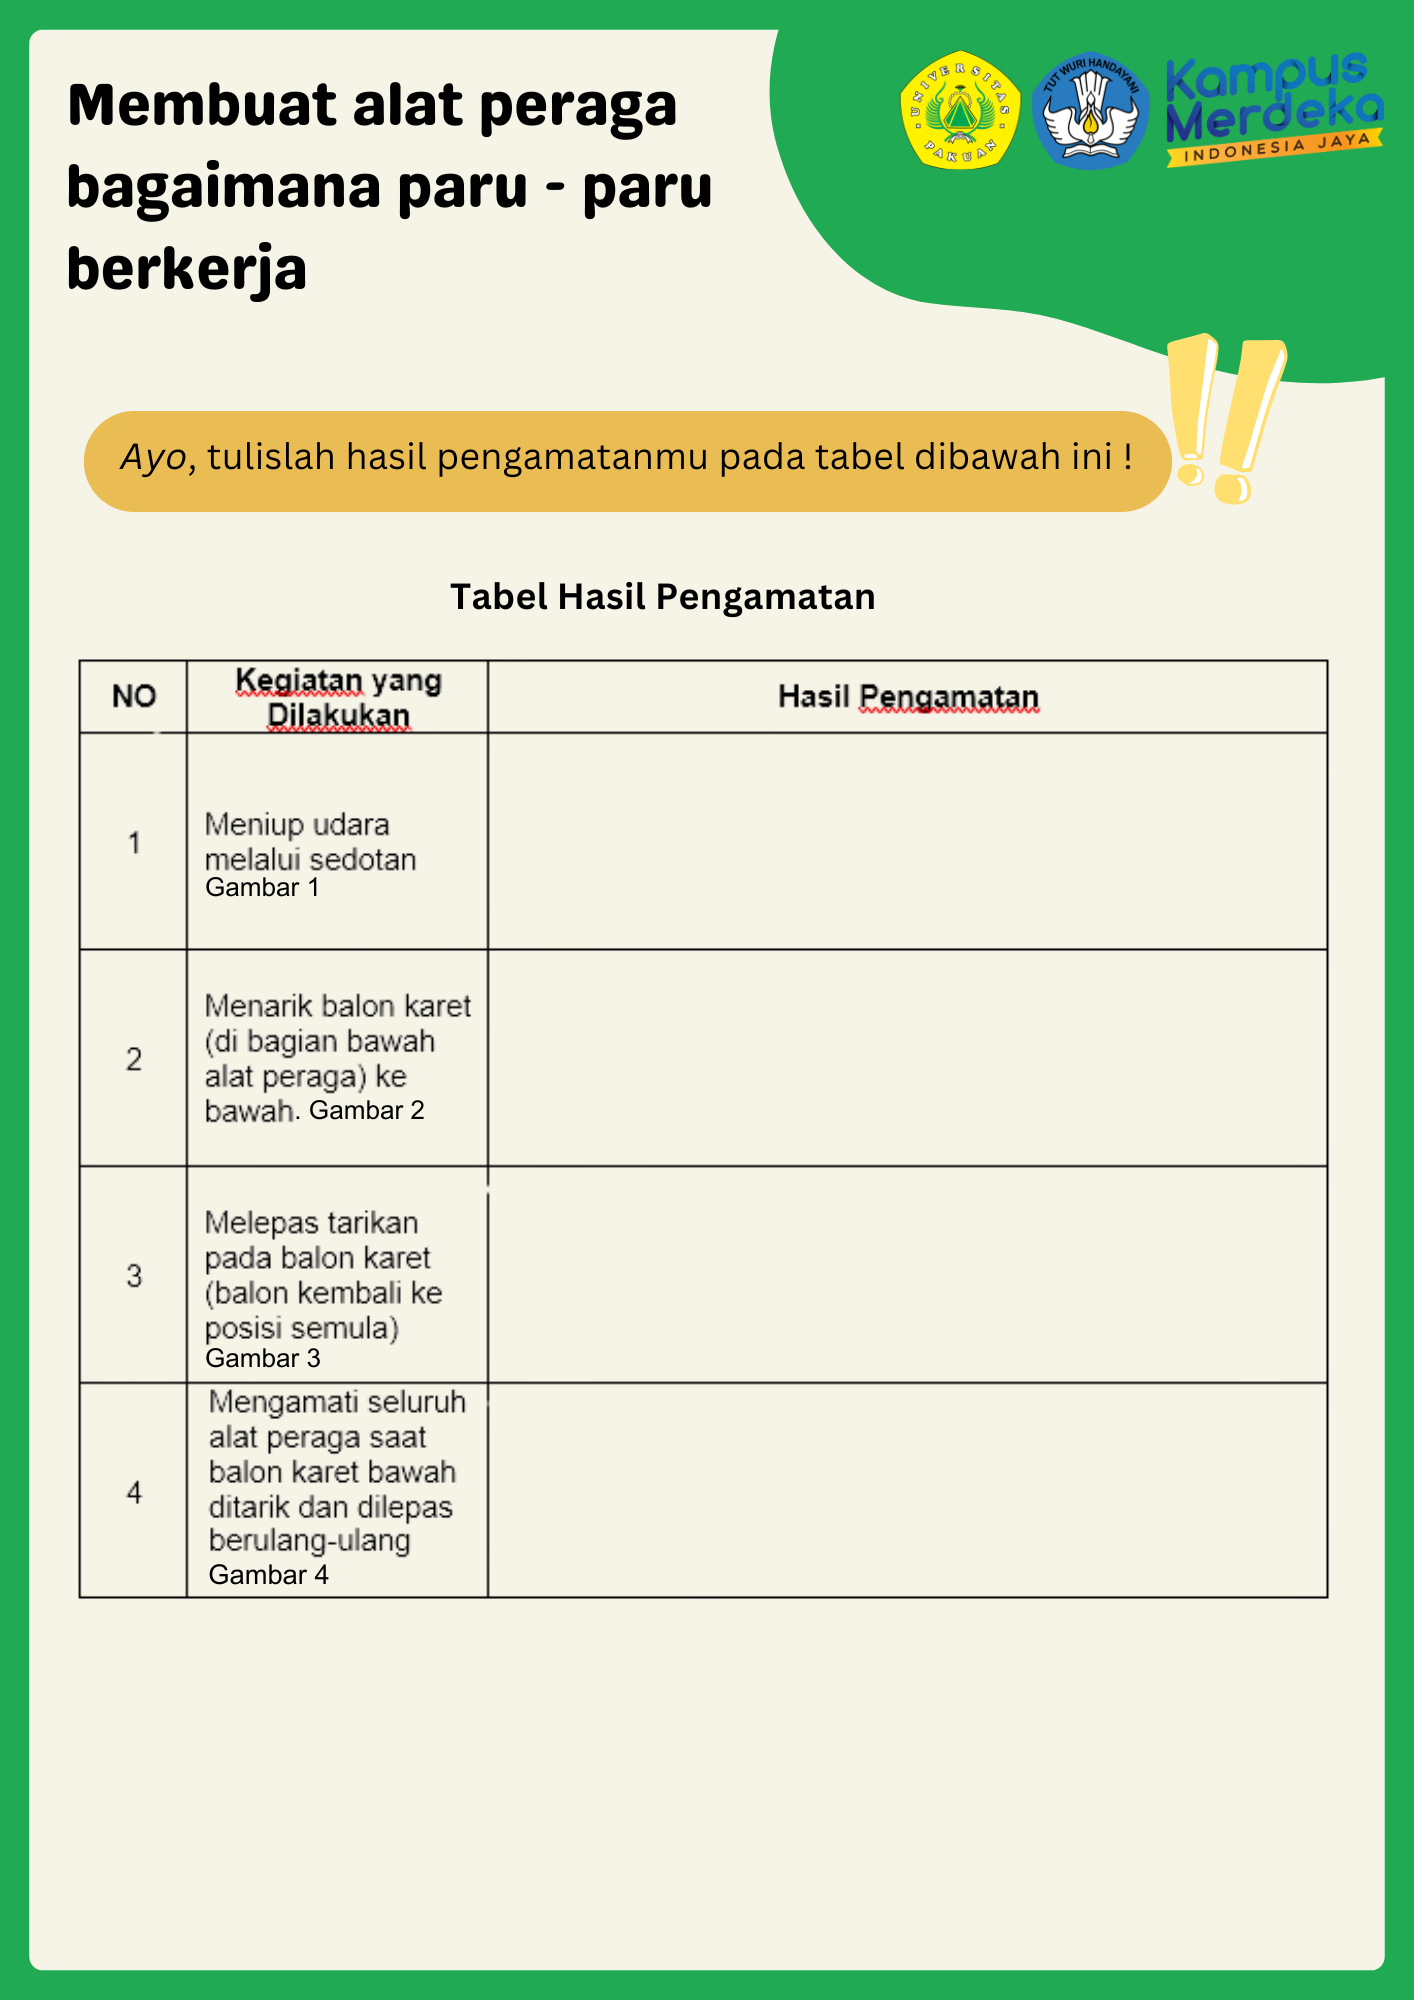 Membuat alat peraga
bagaimana paru - paru
berkerja
UNIVERSITAS
PAKUAN
TUT WURI HANDAYANI
Kampus
Merdeka
INDONESIA JAYA
Ayo, tulislah hasil pengamatanmu pada tabel dibawah ini !
Tabel Hasil Pengamatan
NO
Kegiatan yang
Dilakukan
Hasil Pengamatan
1
Meniup udara
melalui sedotan
Gambar 1
2
Menarik balon karet
(di bagian bawah
alat peraga) ke
bawah. Gambar 2
3
Melepas tarikan
pada balon karet
(balon kembali ke
posisi semula)
Gambar 3
4
Mengamati seluruh
alat peraga saat
balon karet bawah
ditarik dan dilepas
berulang-ulang
Gambar 4